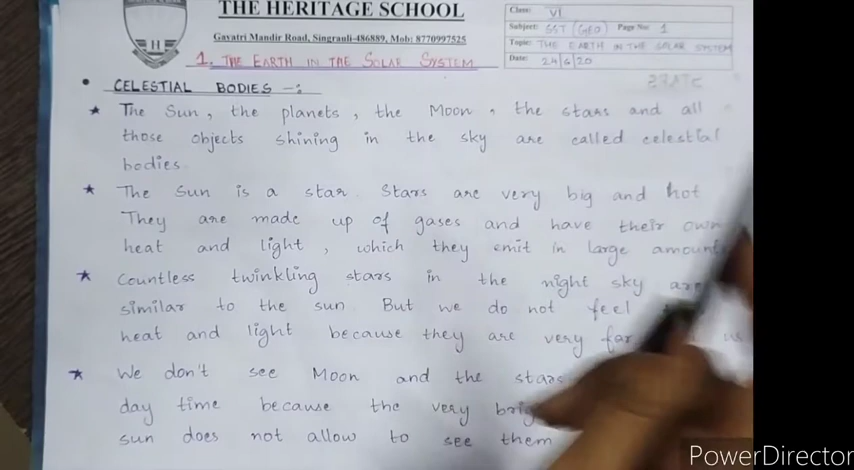 THE HERITAGE SCHOOL
Gayatri Mandir Road, Singrauli-486889, Mob: 8770997525
Class: VI
Subject: SST (GEO) Page No: 1
Topic: THE EARTH IN THE SOLAR SYSTEM
Date: 24/6/20
1. THE EARTH IN THE SOLAR SYSTEM
• CELESTIAL BODIES -:
★ The Sun, the planets, the Moon, the stars and all
those objects shining in the sky are called celestial
bodies.
★ The Sun is a star. Stars are very big and hot
They are made up of gases and have their own
heat and light, which they emit in large amount
★ Countless twinkling stars in the night sky are
similar to the sun. But we do not feel
heat and light because they are very far us
★ We don't see Moon and the stars
day time because the very
sun does not allow to see them
H
PowerDirector